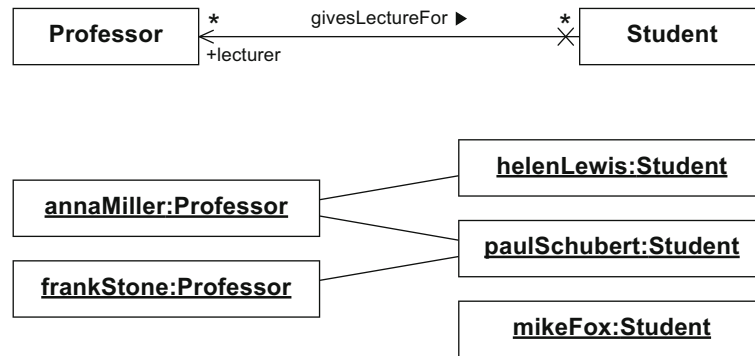 Professor
*
givesLectureFor ▶
*
Student
+lecturer
helenLewis:Student
annaMiller:Professor
paulSchubert:Student
frankStone:Professor
mikeFox:Student